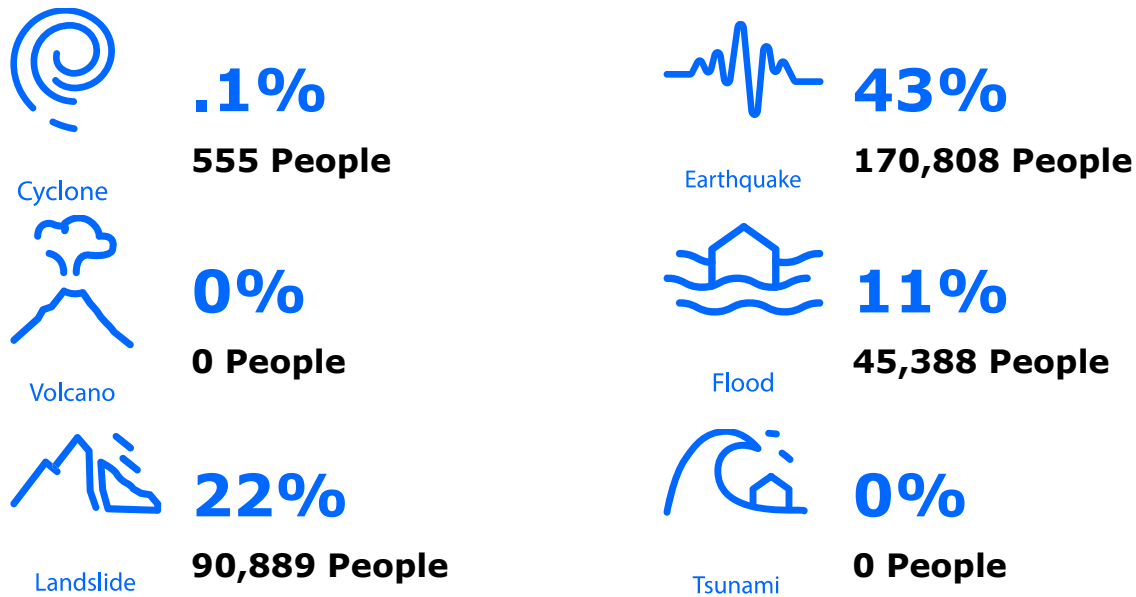 .1%
555 People
Cyclone
43%
170,808 People
Earthquake
0%
0 People
Volcano
11%
45,388 People
Flood
22%
90,889 People
Landslide
0%
0 People
Tsunami